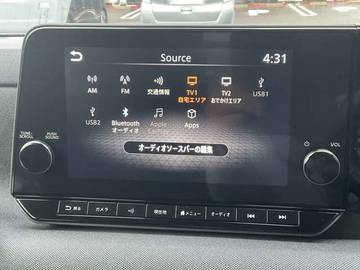 Source
4:31
AM
FM
交通情報
TV1
自宅エリア
TV2
おでかけエリア
USB1
USB2
Bluetooth
オーディオ
Apple
Apps
オーディオソースバーの編集
TUNE
SCROLL
PUSH
SOUND
VOL
戻る
カメラ
現在地
メニュー
オーディオ